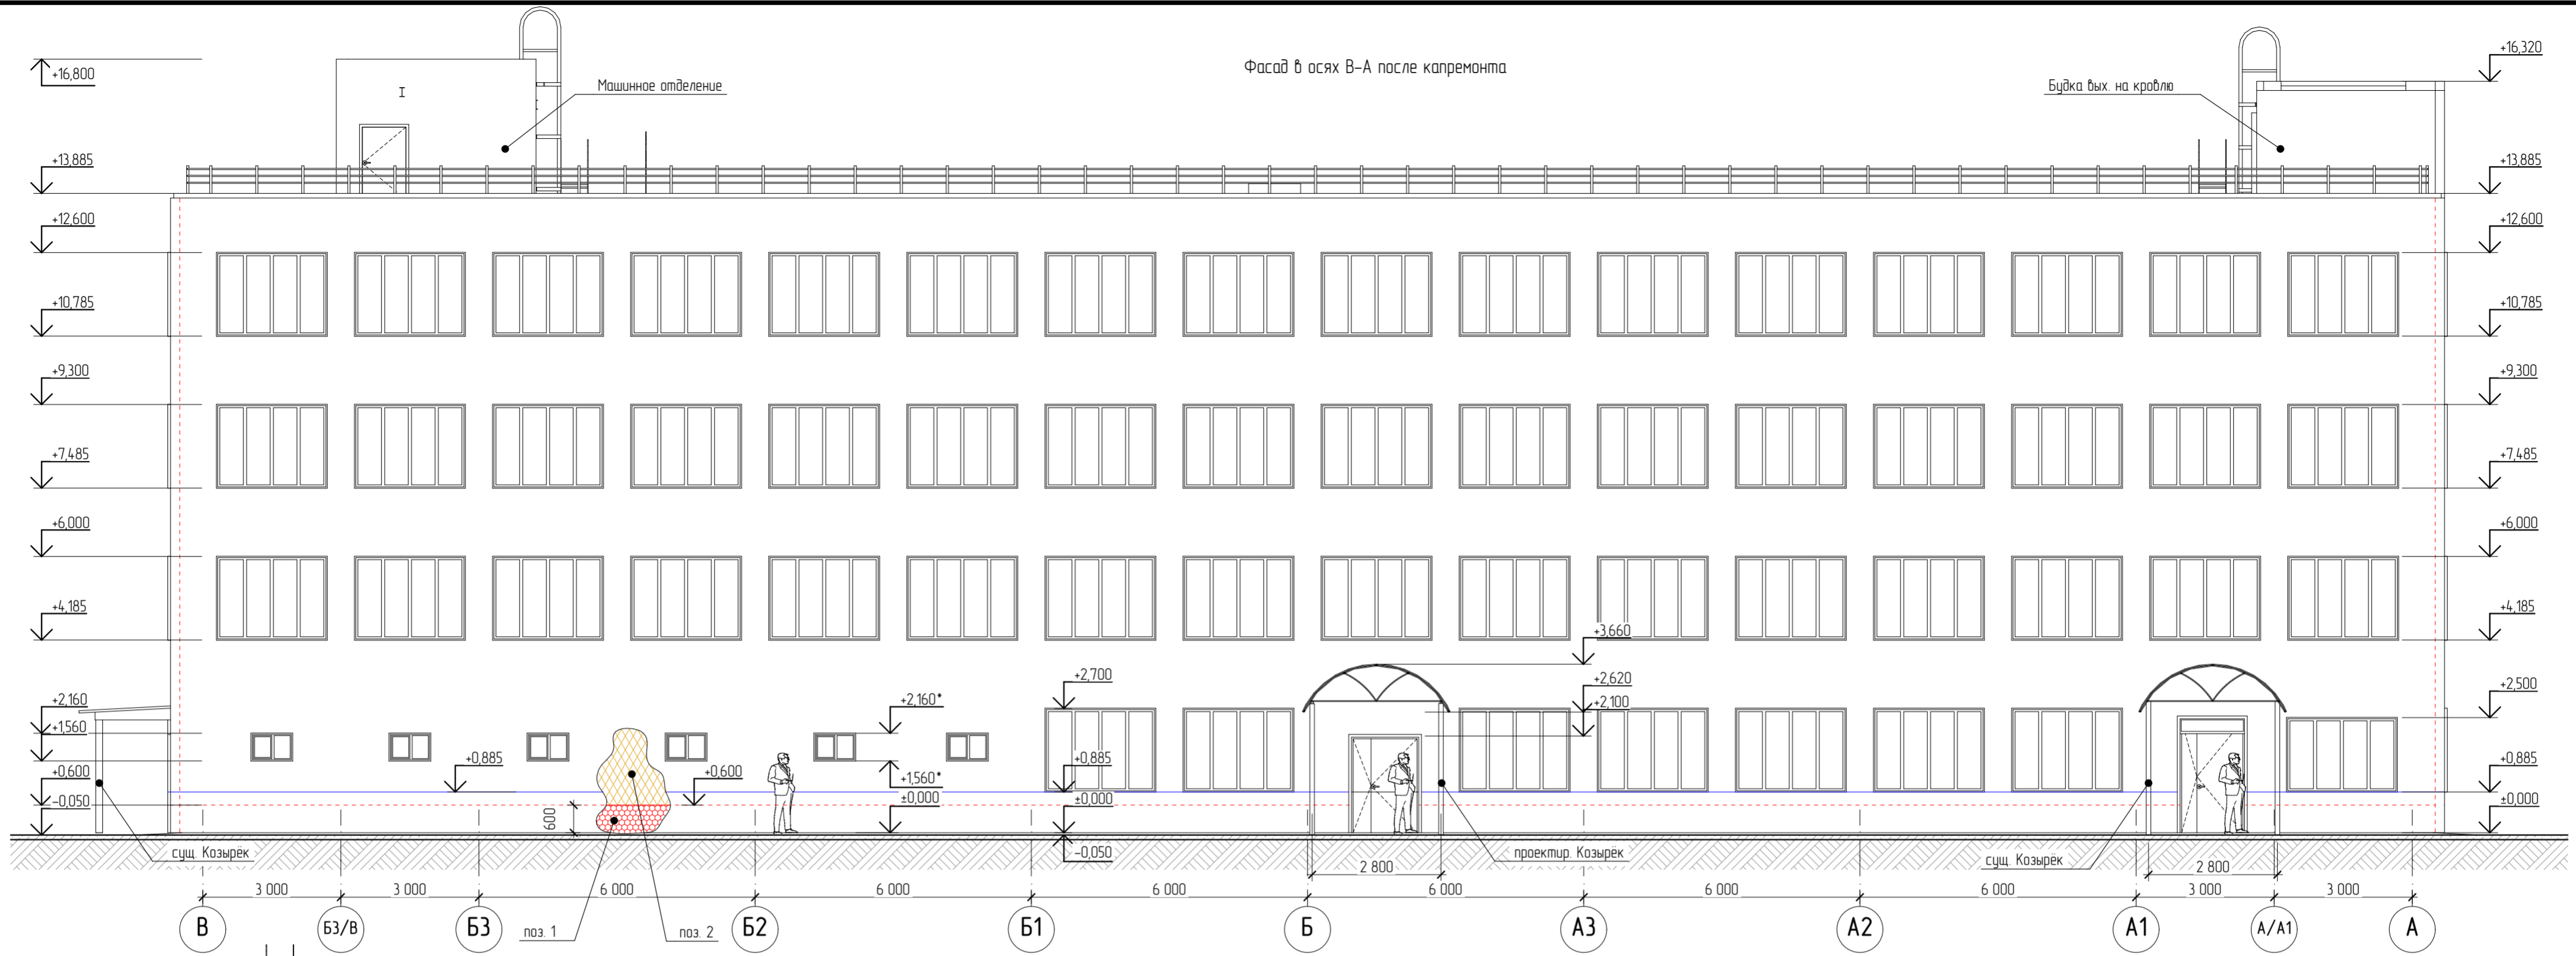 Фасад в осях В-А после капремонта
+16,800
I
Машинное отделение
Будка вых. на кровлю
+16,320
+13,885
+13,885
+12,600
+12,600
+10,785
+10,785
+9,300
+9,300
+7,485
+7,485
+6,000
+6,000
+4,185
+4,185
+3,660
+2,700
+2,620
+2,100
+2,500
+2,160
+1,560
+2,160*
+0,885
+0,885
+0,885
+0,600
+0,600
+1,560*
-0,050
±0,000
±0,000
±0,000
600
-0,050
сущ. Козырёк
проектир. Козырёк
сущ. Козырёк
2 800
2 800
3 000
3 000
6 000
6 000
6 000
6 000
6 000
6 000
3 000
3 000
В
Б3/В
Б3
Б2
Б1
Б
А3
А2
А1
А/А1
А
поз. 1
поз. 2